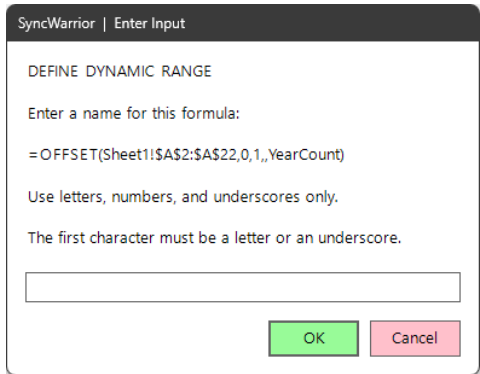 SyncWarrior | Enter Input
DEFINE DYNAMIC RANGE
Enter a name for this formula:
=OFFSET(Sheet1!$A$2:$A$22,0,1,,YearCount)
Use letters, numbers, and underscores only.
The first character must be a letter or an underscore.
OK
Cancel